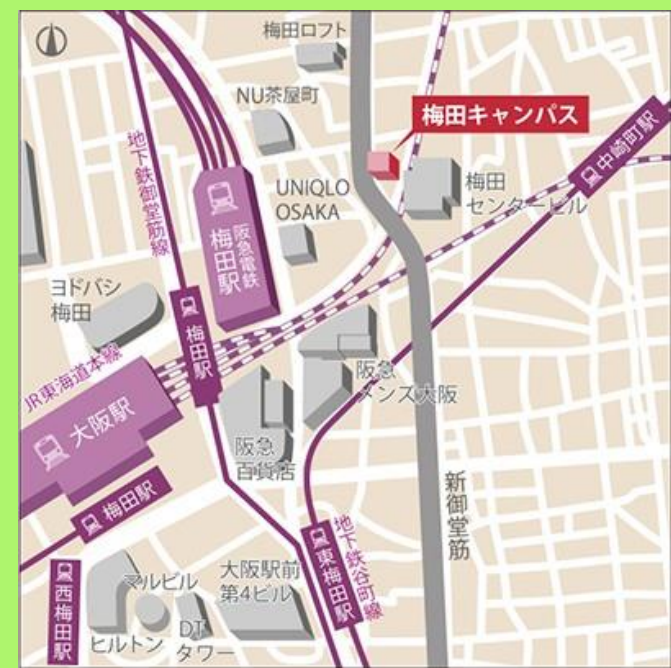 梅田ロフト
NU茶屋町
梅田キャンパス
中崎町駅
地下鉄御堂筋線
梅田駅
阪急電鉄
UNIQLO
OSAKA
梅田
センタービル
ヨドバシ
梅田
梅田駅
JR東海道本線
大阪駅
阪急
メンズ大阪
阪急
百貨店
梅田駅
新御堂筋
地下鉄谷町線
東梅田駅
西梅田駅
マルビル
大阪駅前
第4ビル
ヒルトン
DT
タワー